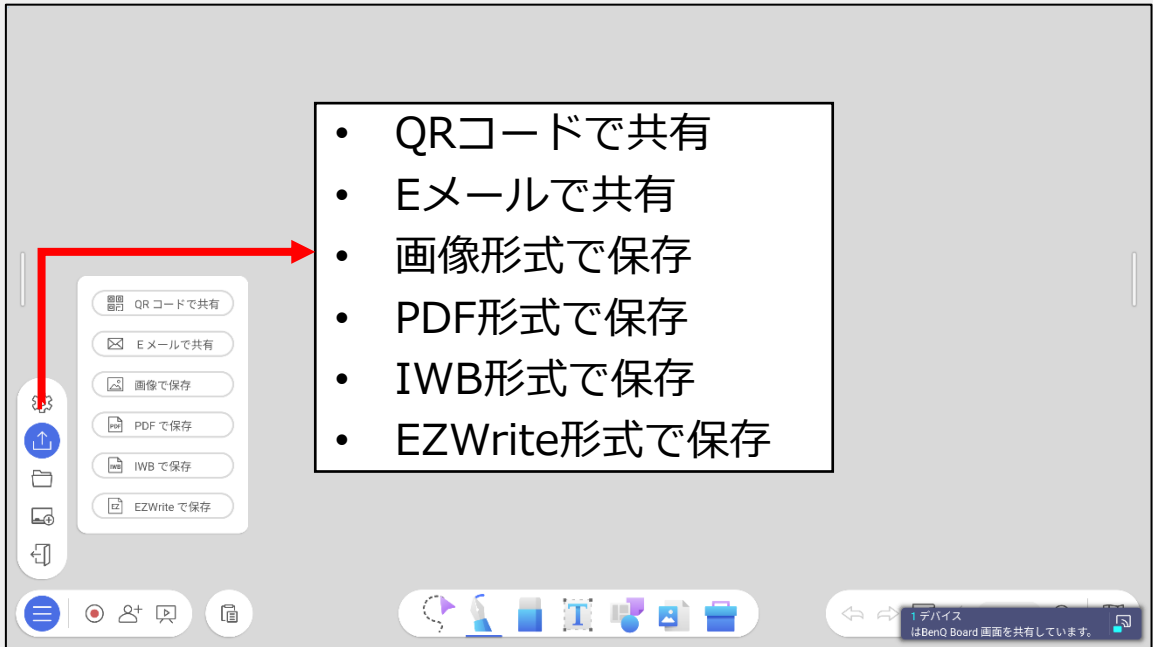 • QRコードで共有
• Eメールで共有
• 画像形式で保存
• PDF形式で保存
• IWB形式で保存
• EZWrite形式で保存
QR コードで共有
E メールで共有
画像で保存
PDF で保存
IWB で保存
EZWrite で保存
1 デバイス
はBenQ Board 画面を共有しています。